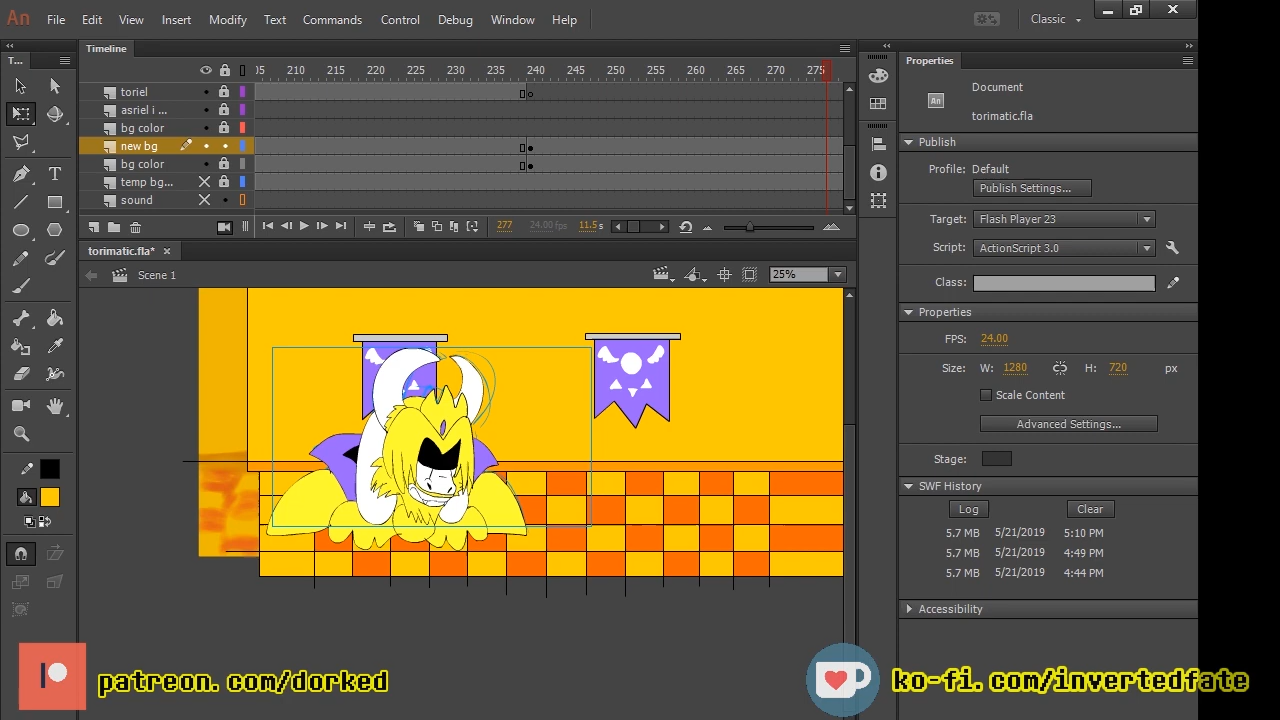 An File Edit View Insert Modify Text Commands Control Debug Window Help Classic
T... Timeline Properties
05 210 215 220 225 230 235 240 245 250 255 260 265 270 275
toriel
asriel i ...
bg color
new bg
bg color
temp bg...
sound
277 24.00 fps 11.5 s
torimatic.fla*
Scene 1 25%
Document
An
torimatic.fla
Publish
Profile: Default
Publish Settings...
Target: Flash Player 23
Script: ActionScript 3.0
Class:
Properties
FPS: 24.00
Size: W: 1280 H: 720 px
Scale Content
Advanced Settings...
Stage:
SWF History
Log Clear
5.7 MB 5/21/2019 5:10 PM
5.7 MB 5/21/2019 4:49 PM
5.7 MB 5/21/2019 4:44 PM
Accessibility
patreon.com/dorked ko-fi.com/invertedfate